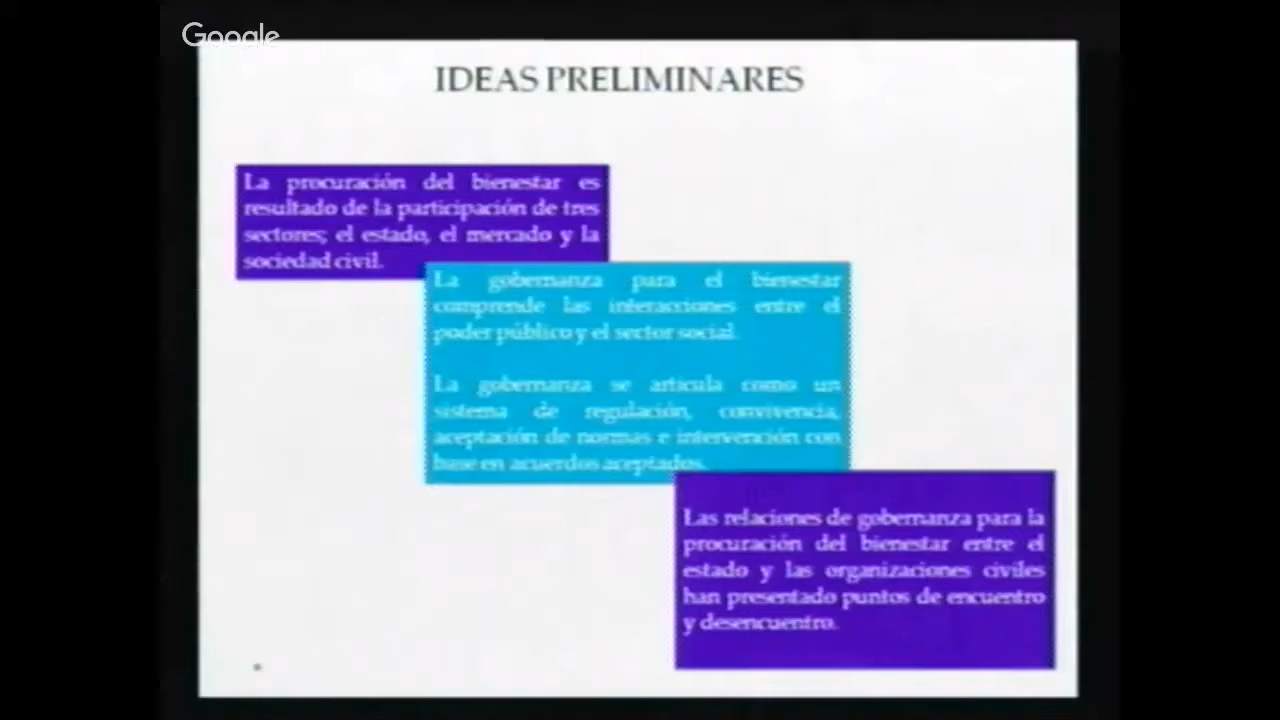 Google
IDEAS PRELIMINARES
La procuración del bienestar es
resultado de la participación de tres
sectores; el estado, el mercado y la
sociedad civil.
La gobernanza para el bienestar
comprende las interacciones entre el
poder público y el sector social.
La gobernanza se articula como un
sistema de regulación, convivencia,
aceptación de normas e intervención con
base en acuerdos aceptados.
Las relaciones de gobernanza para la
procuración del bienestar entre el
estado y las organizaciones civiles
han presentado puntos de encuentro
y desencuentro.